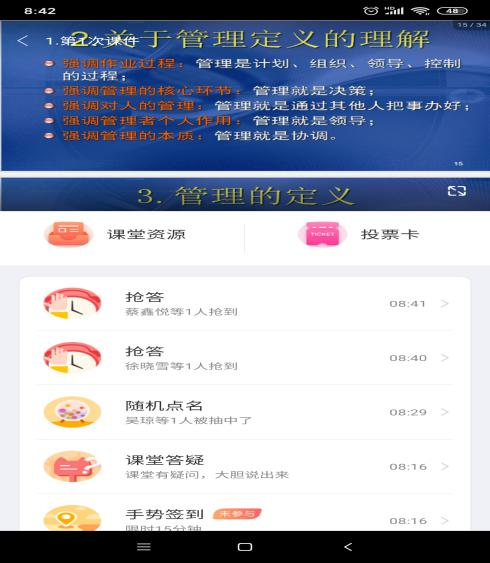 8:42
48
15 / 34
2. 关于管理定义的理解
1.第1次课件
强调作业过程：管理是计划、组织、领导、控制
的过程；
强调管理的核心环节：管理就是决策；
强调对人的管理：管理就是通过其他人把事办好；
强调管理者个人作用：管理就是领导；
强调管理的本质：管理就是协调。
15
3. 管理的定义
课堂资源
TICKET
投票卡
抢答
蔡鑫悦等1人抢到
08:41
抢答
徐晓雪等1人抢到
08:40
随机点名
吴琼等1人被抽中了
08:29
课堂答疑
课堂有疑问，大胆说出来
08:16
手势签到 未参与
限时15分钟
08:16